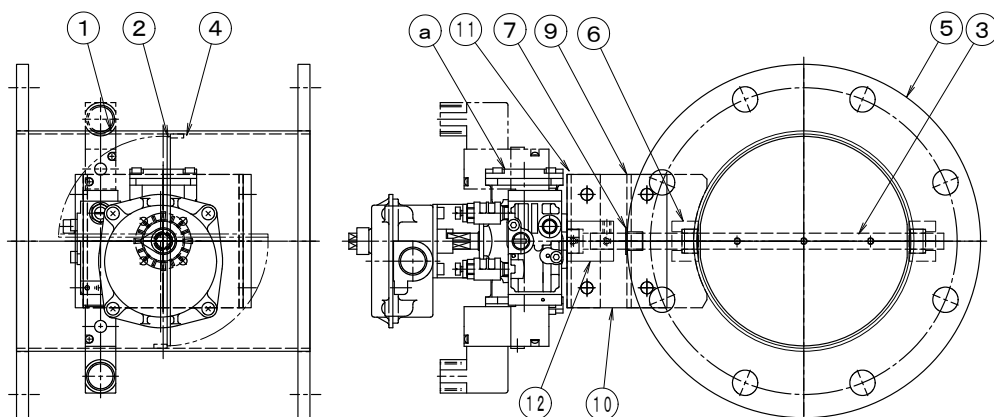 ① ② ④ ⓐ ⑪ ⑦ ⑨ ⑥ ⑤ ③
⑫ ⑩